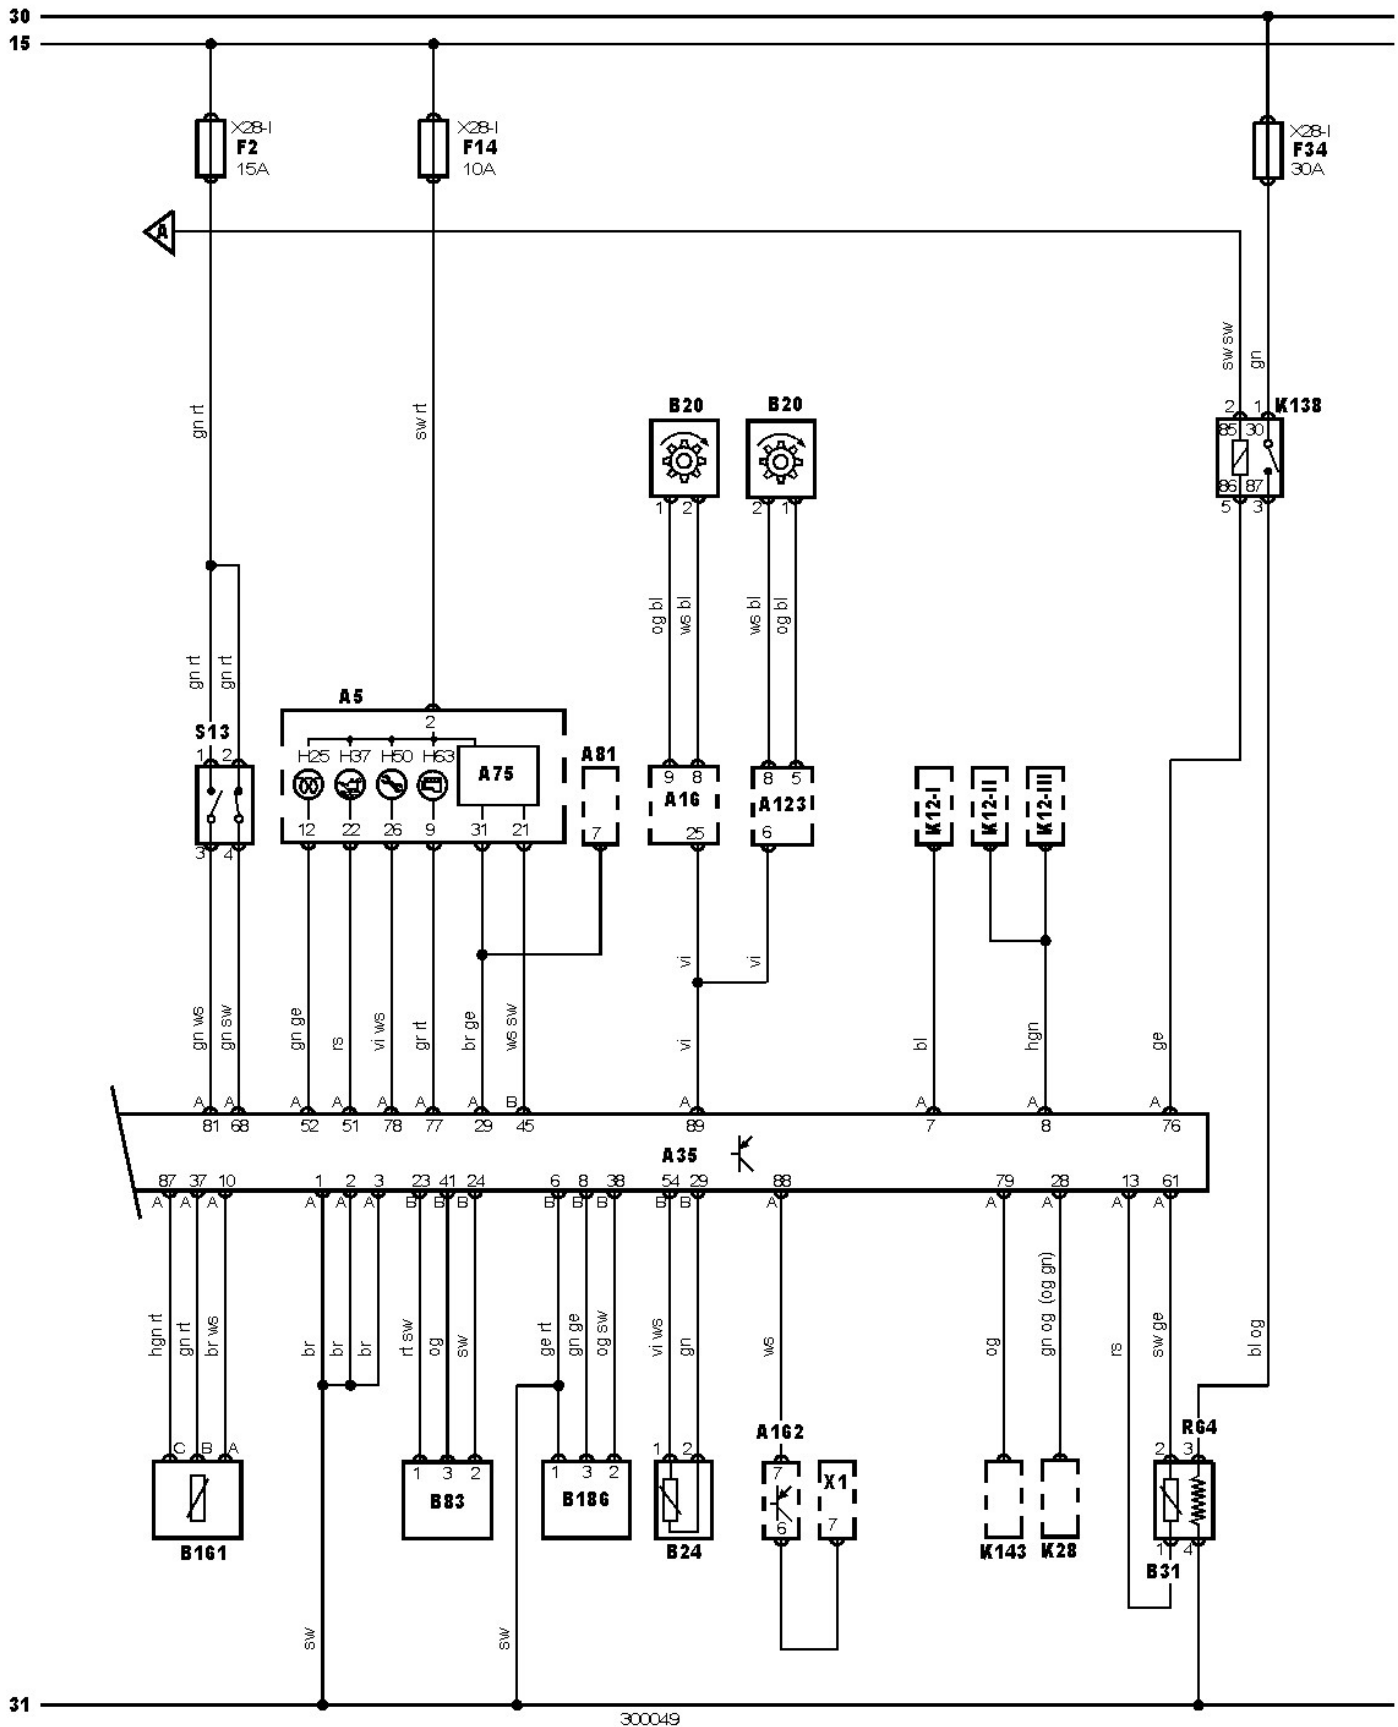 30
15
X28-I
F2
15A
X28-I
F14
10A
X28-I
F34
30A
A
sw sw
gn
gn rt
sw rt
B20
B20
2 1 K138
85 30
86 87
5 3
1 2
2 1
og bl
ws bl
ws bl
og bl
gn rt
gn rt
A5
2
S13
1 2
H25 H37 H50 H63
A75
A81
9 8
8 5
A16
A123
K12-I
K12-II
K12-III
12 22 26 9 31 21
7
25
6
3 4
vi
vi
gn ws
gn sw
gn ge
rs
vi ws
gr rt
br ge
ws sw
vi
bl
hgn
ge
A A A A A A A B A A A A
81 68 52 51 78 77 29 45 89 7 8 76
A35
87 37 10 1 2 3 23 41 24 6 8 38 54 29 88 79 28 13 61
A A A A A A B B B B B B B B A A A A A
hgn rt
gn rt
br ws
br
br
br
rt sw
og
sw
ge rt
gn ge
og sw
vi ws
gn
ws
og
gn og (og gn)
rs
sw ge
bl og
C B A
1 2
A162
R64
2 3
1 3 2
B83
1 3 2
B186
7
6
X1
7
B161
B24
K143
K28
1 4
B31
sw
sw
31
300049